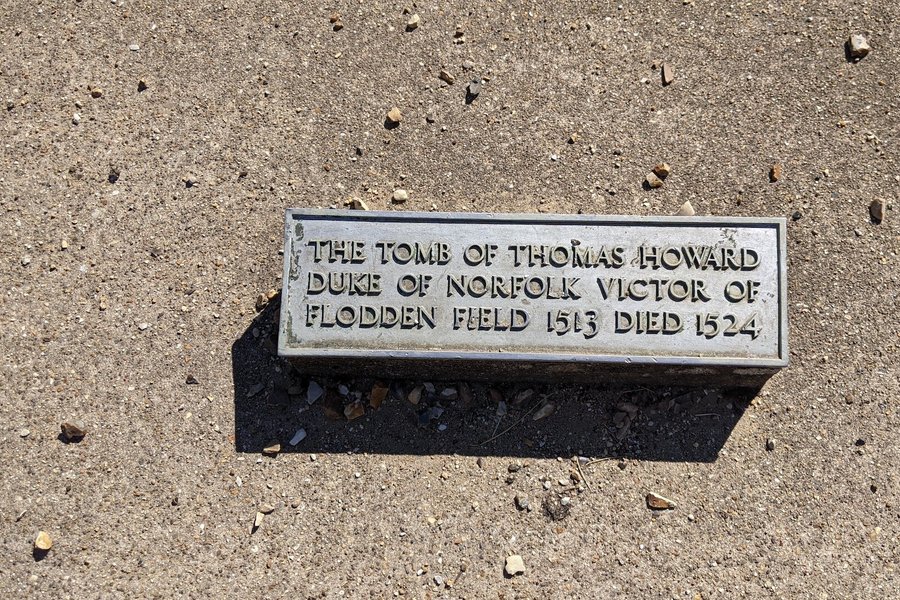 THE TOMB OF THOMAS HOWARD
DUKE OF NORFOLK VICTOR OF
FLODDEN FIELD 1513 DIED 1524